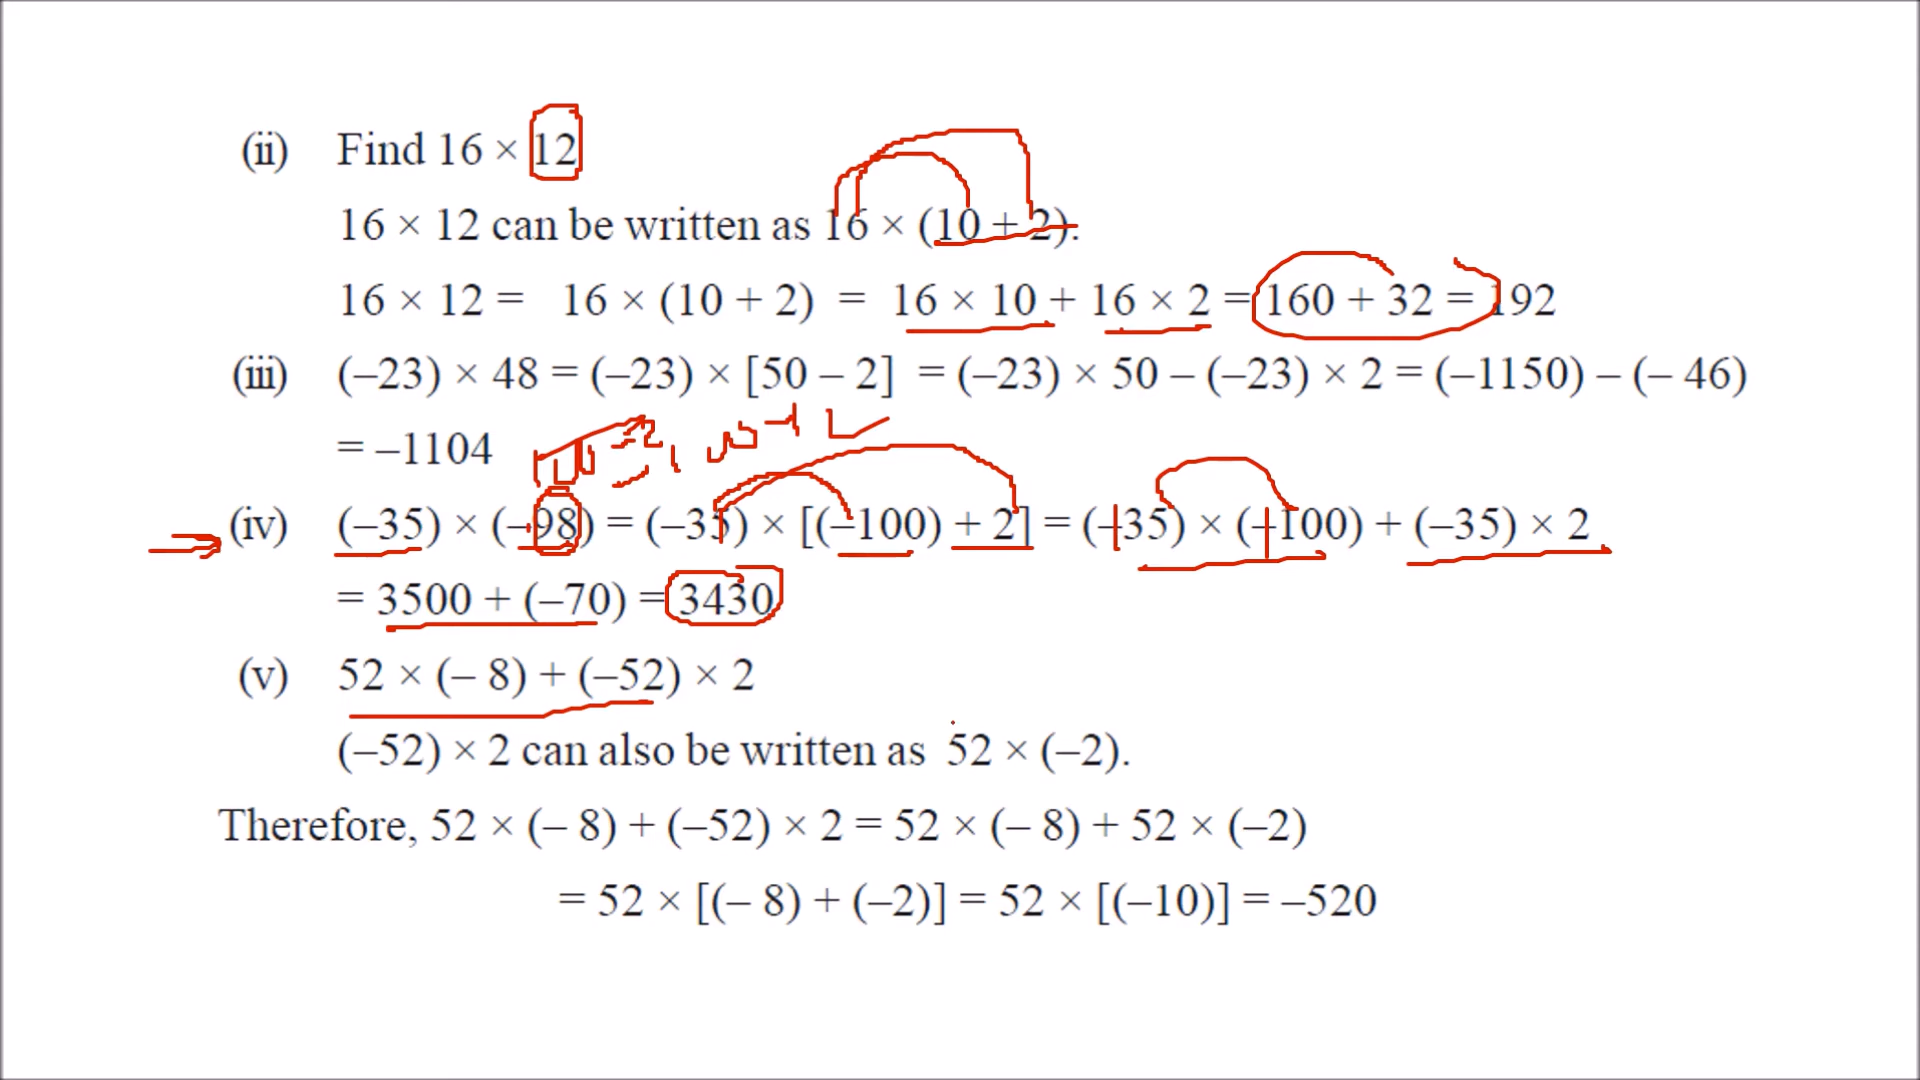 (ii) Find 16 × 12
16 × 12 can be written as 16 × (10 + 2).
16 × 12 = 16 × (10 + 2) = 16 × 10 + 16 × 2 = 160 + 32 = 192
(iii) (–23) × 48 = (–23) × [50 – 2] = (–23) × 50 – (–23) × 2 = (–1150) – (– 46)
= –1104
(iv) (–35) × (–98) = (–35) × [(–100) + 2] = (–35) × (–100) + (–35) × 2
= 3500 + (–70) = 3430
(v) 52 × (– 8) + (–52) × 2
(–52) × 2 can also be written as 52 × (–2).
Therefore, 52 × (– 8) + (–52) × 2 = 52 × (– 8) + 52 × (–2)
= 52 × [(– 8) + (–2)] = 52 × [(–10)] = –520